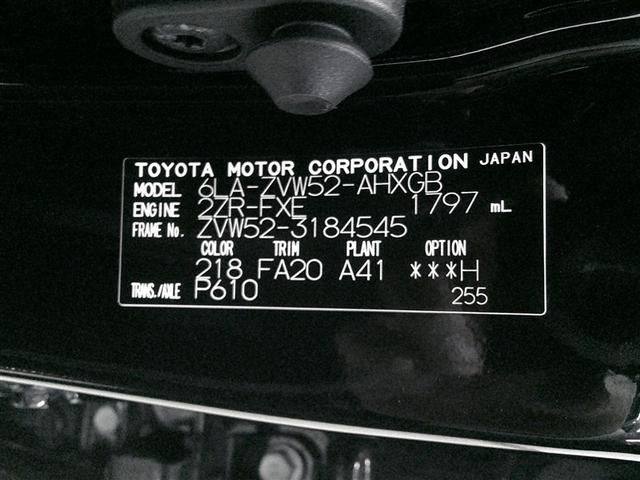 TOYOTA MOTOR CORPORATION JAPAN
MODEL 6LA-ZVW52-AHXGB
ENGINE 2ZR-FXE 1797 mL
FRAME No. ZVW52-3184545
COLOR TRIM PLANT OPTION
218 FA20 A41 ***H
TRANS./AXLE P610 255